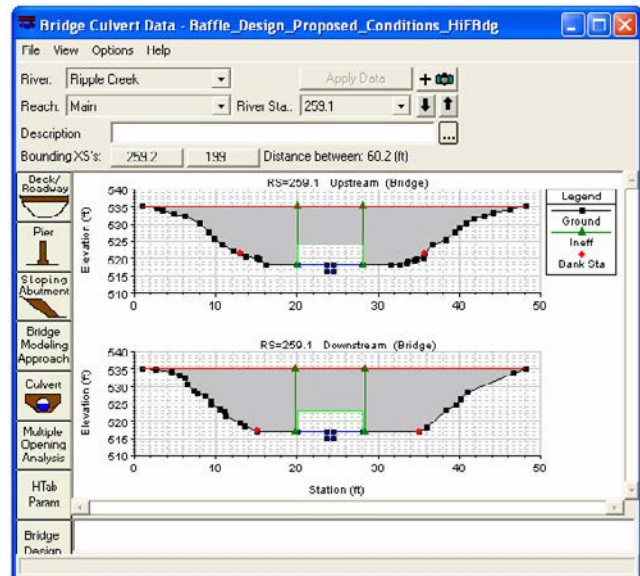 Bridge Culvert Data - Baffle_Design_Proposed_Conditions_HiFBdg
File View Options Help
River: Ripple Creek Apply Data
Reach: Main River Sta.: 259.1
Description ...
Bounding XS's: 259.2 199 Distance between: 60.2 (ft)
Deck/
Roadway
Pier
Sloping
Abutment
Bridge
Modeling
Approach
Culvert
Multiple
Opening
Analysis
HTab
Param.
Bridge
Design
RS=259.1 Upstream (Bridge)
Elevation (ft)
540
535
530
525
520
515
510
0 10 20 30 40 50
Legend
Ground
Ineff
Bank Sta
RS=259.1 Downstream (Bridge)
Elevation (ft)
540
535
530
525
520
515
510
0 10 20 30 40 50
Station (ft)